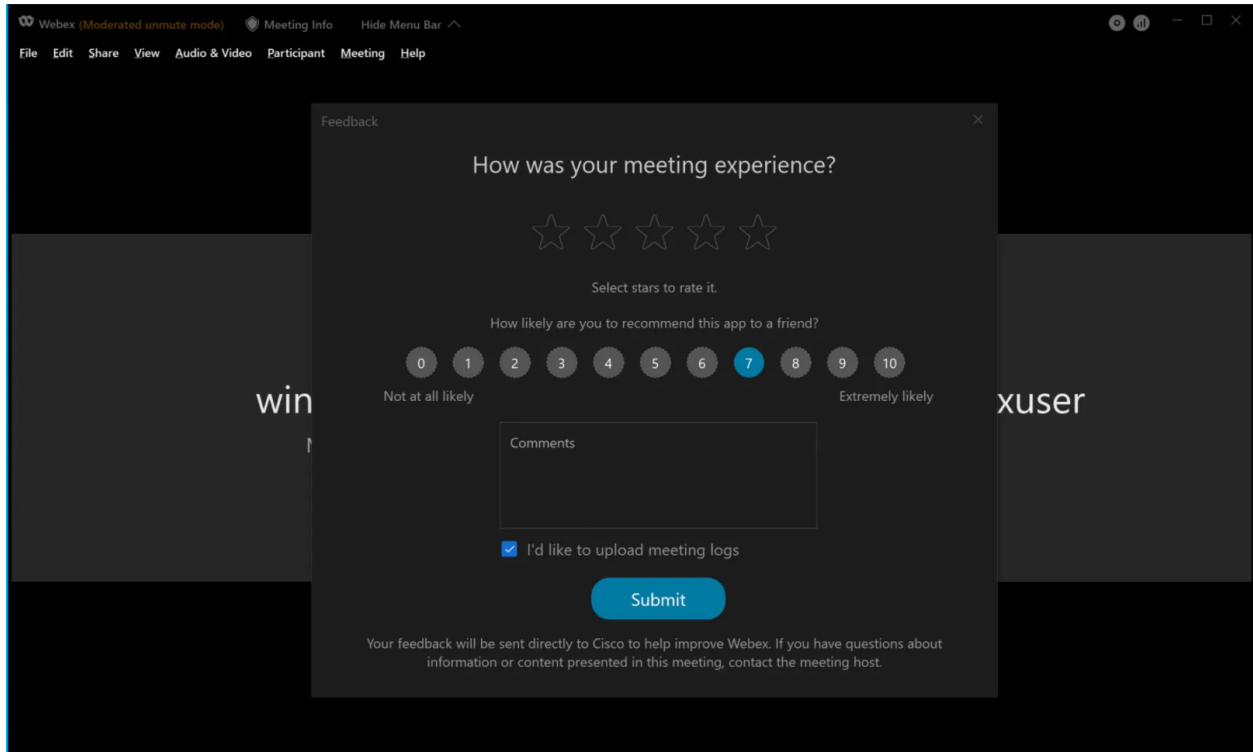 Webex (Moderated unmute mode) Meeting Info Hide Menu Bar
File Edit Share View Audio & Video Participant Meeting Help
Feedback
How was your meeting experience?
Select stars to rate it.
How likely are you to recommend this app to a friend?
0 1 2 3 4 5 6 7 8 9 10
Not at all likely Extremely likely
win xuser
Comments
I'd like to upload meeting logs
Submit
Your feedback will be sent directly to Cisco to help improve Webex. If you have questions about
information or content presented in this meeting, contact the meeting host.